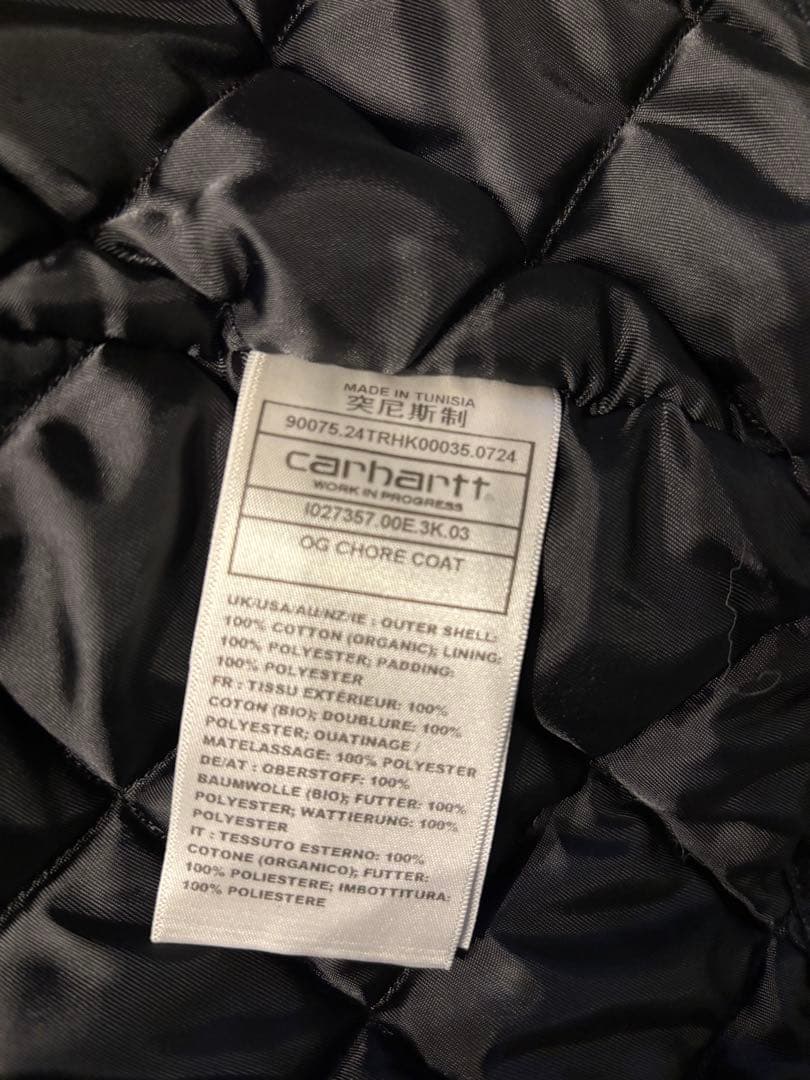 MADE IN TUNISIA
突尼斯制
90075.24TRHK00035.0724
carhartt
WORK IN PROGRESS
I027357.00E.3K.03
OG CHORE COAT
UK/USA/AU/NZ/IE : OUTER SHELL:
100% COTTON (ORGANIC); LINING:
100% POLYESTER; PADDING:
100% POLYESTER
FR : TISSU EXTÉRIEUR: 100%
COTON (BIO); DOUBLURE: 100%
POLYESTER; OUATINAGE /
MATELASSAGE: 100% POLYESTER
DE/AT : OBERSTOFF: 100%
BAUMWOLLE (BIO); FUTTER: 100%
POLYESTER; WATTIERUNG: 100%
POLYESTER
IT : TESSUTO ESTERNO: 100%
COTONE (ORGANICO); FUTTER:
100% POLIESTERE; IMBOTTITURA:
100% POLIESTERE